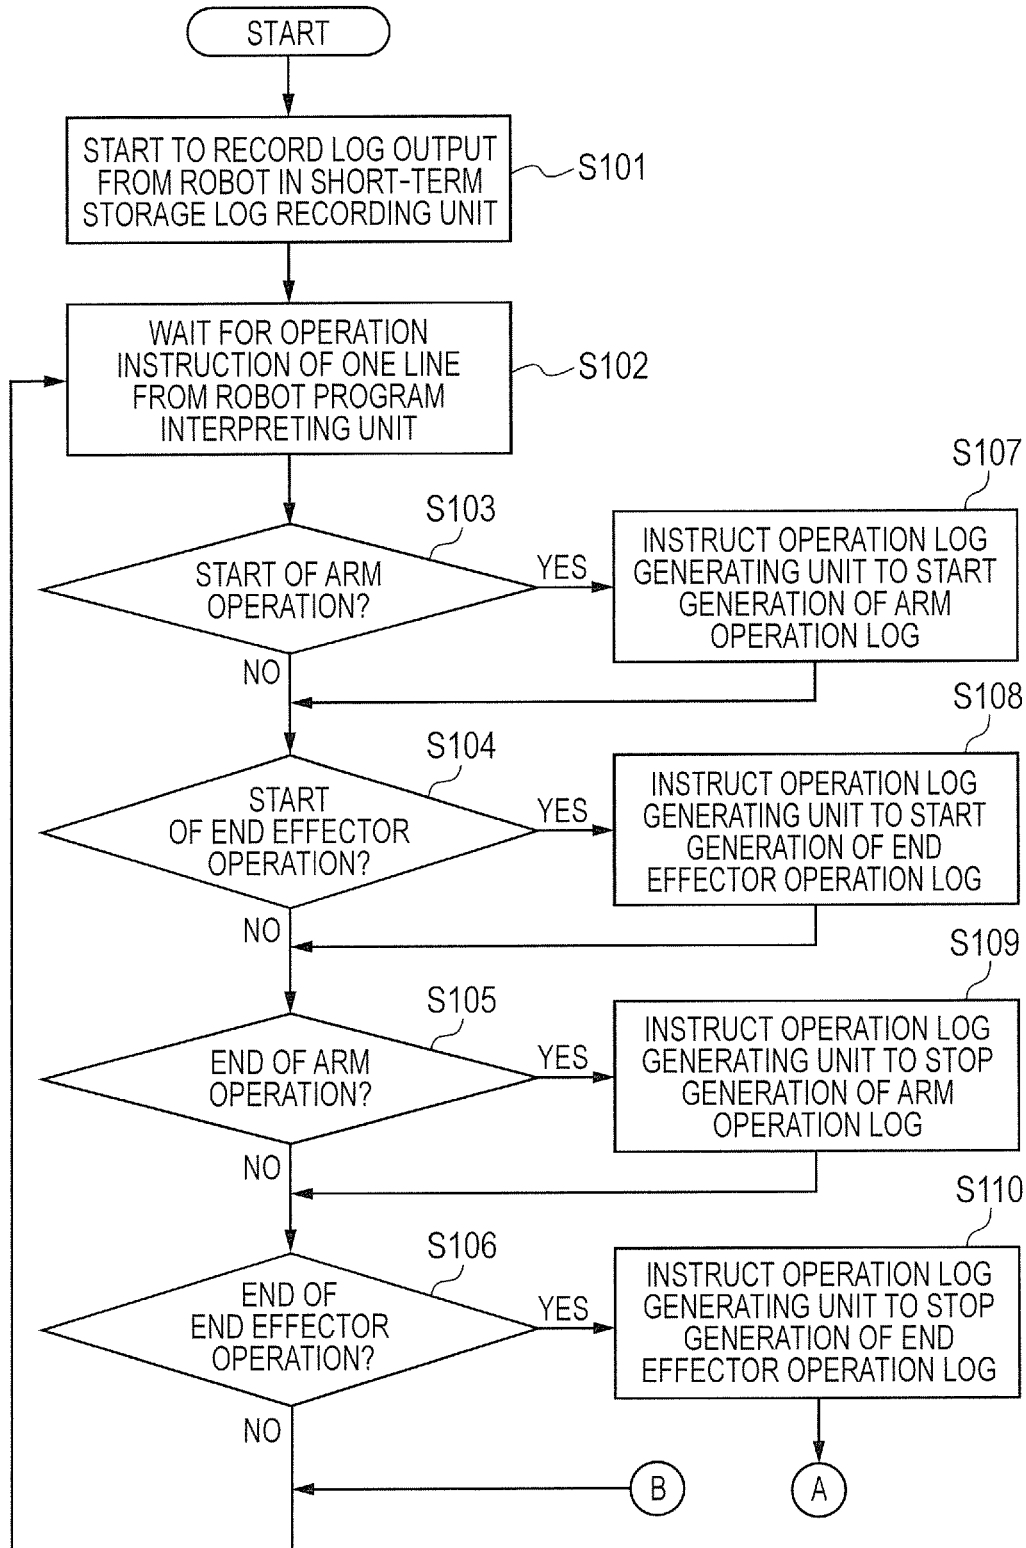 START
START TO RECORD LOG OUTPUT
FROM ROBOT IN SHORT-TERM
STORAGE LOG RECORDING UNIT
S101
WAIT FOR OPERATION
INSTRUCTION OF ONE LINE
FROM ROBOT PROGRAM
INTERPRETING UNIT
S102
S103
START OF ARM
OPERATION?
YES
NO
S107
INSTRUCT OPERATION LOG
GENERATING UNIT TO START
GENERATION OF ARM
OPERATION LOG
S104
START
OF END EFFECTOR
OPERATION?
YES
NO
S108
INSTRUCT OPERATION LOG
GENERATING UNIT TO START
GENERATION OF END
EFFECTOR OPERATION LOG
S105
END OF ARM
OPERATION?
YES
NO
S109
INSTRUCT OPERATION LOG
GENERATING UNIT TO STOP
GENERATION OF ARM
OPERATION LOG
S106
END OF
END EFFECTOR
OPERATION?
YES
NO
S110
INSTRUCT OPERATION LOG
GENERATING UNIT TO STOP
GENERATION OF END
EFFECTOR OPERATION LOG
B
A